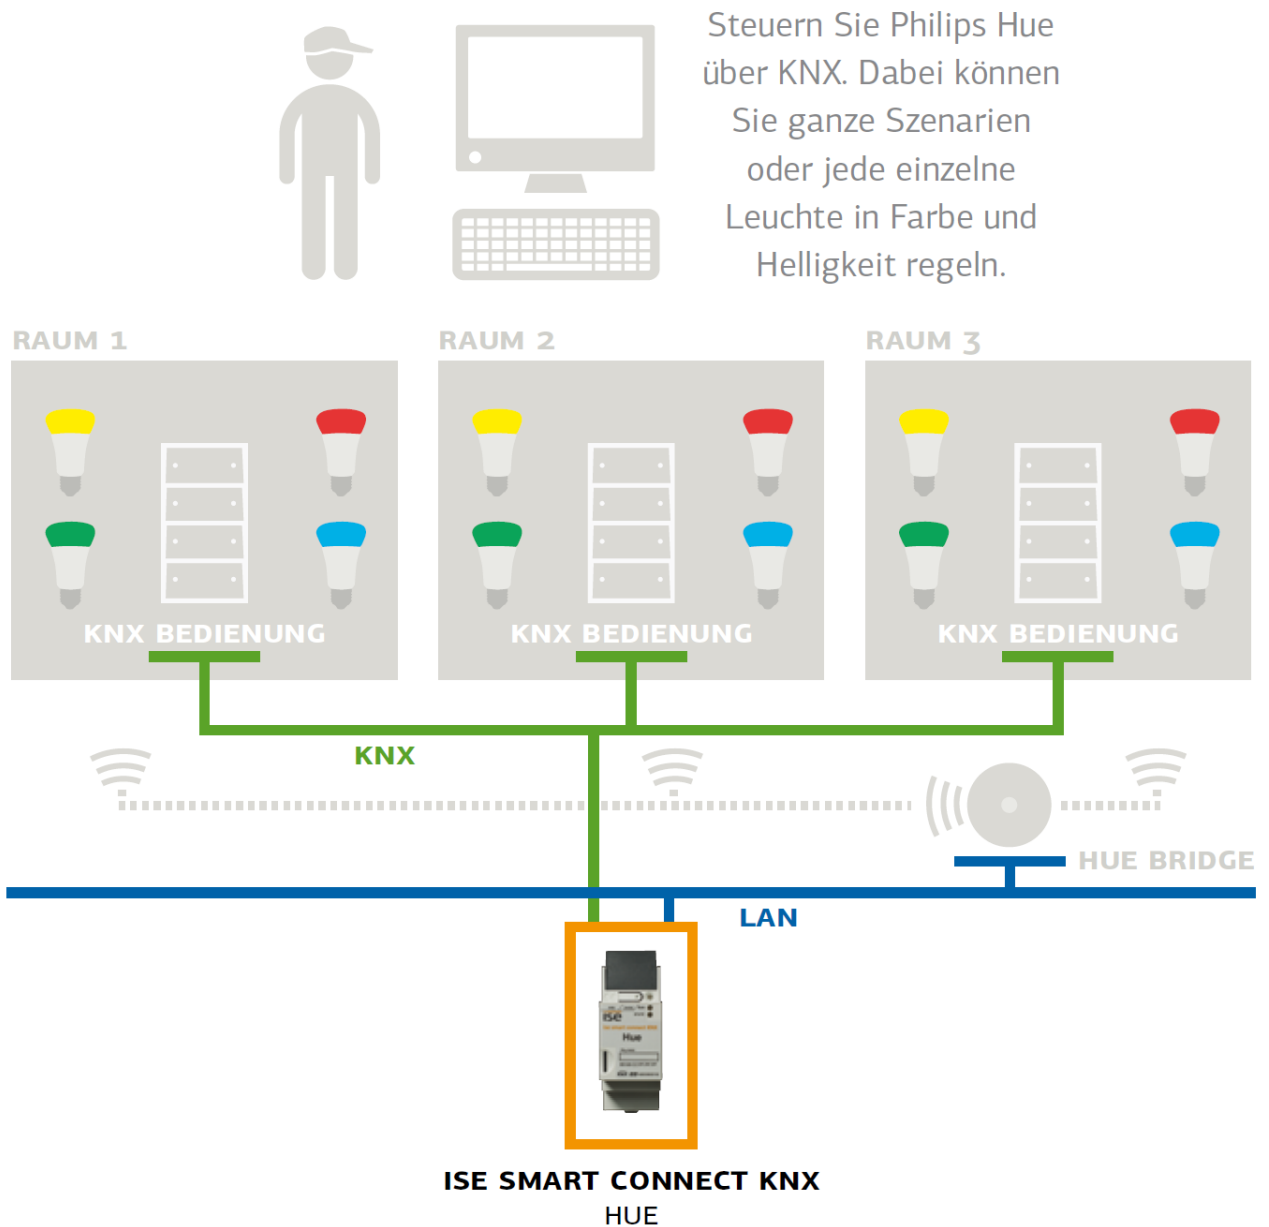 Steuern Sie Philips Hue
über KNX. Dabei können
Sie ganze Szenarien
oder jede einzelne
Leuchte in Farbe und
Helligkeit regeln.
RAUM 1
RAUM 2
RAUM 3
KNX BEDIENUNG
KNX BEDIENUNG
KNX BEDIENUNG
KNX
HUE BRIDGE
LAN
ise
Hue
ISE SMART CONNECT KNX
HUE